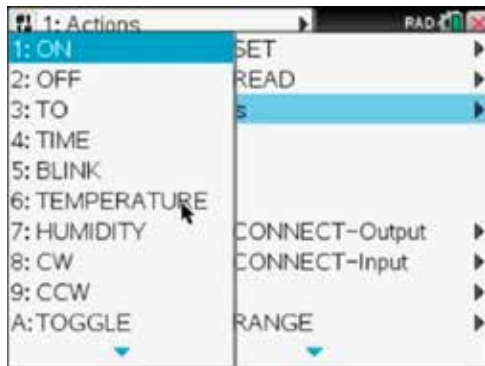 1: Actions
RAD
1: ON
SET
2: OFF
READ
3: TO
s
4: TIME
5: BLINK
6: TEMPERATURE
7: HUMIDITY
CONNECT-Output
8: CW
CONNECT-Input
9: CCW
A: TOGGLE
RANGE